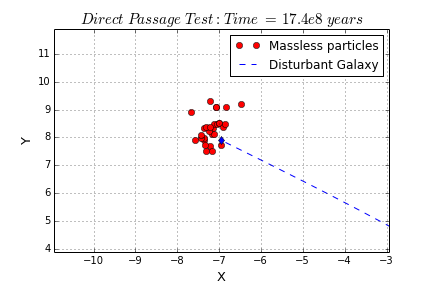 Direct Passage Test: Time = 17.4e8 years
Massless particles
Disturbant Galaxy
Y
11
10
9
8
7
6
5
4
−10 −9 −8 −7 −6 −5 −4 −3
X